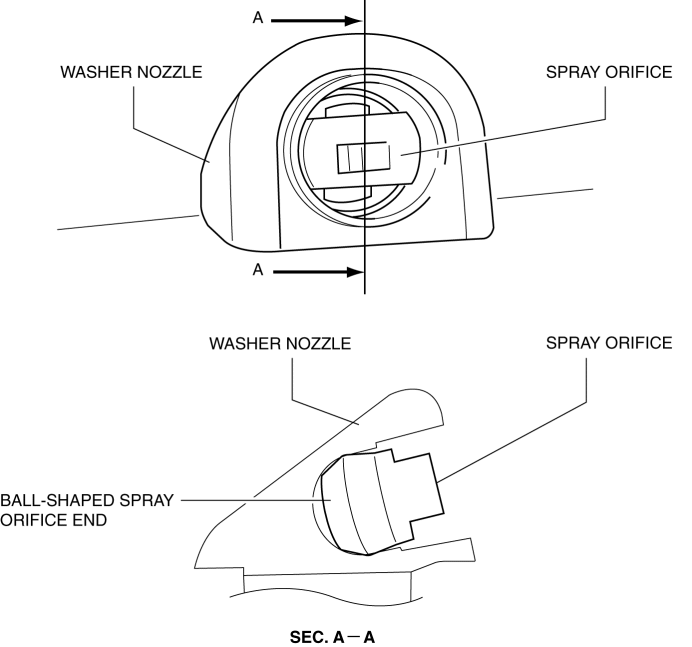 A
WASHER NOZZLE
SPRAY ORIFICE
A
WASHER NOZZLE
SPRAY ORIFICE
BALL-SHAPED SPRAY
ORIFICE END
SEC. A－A